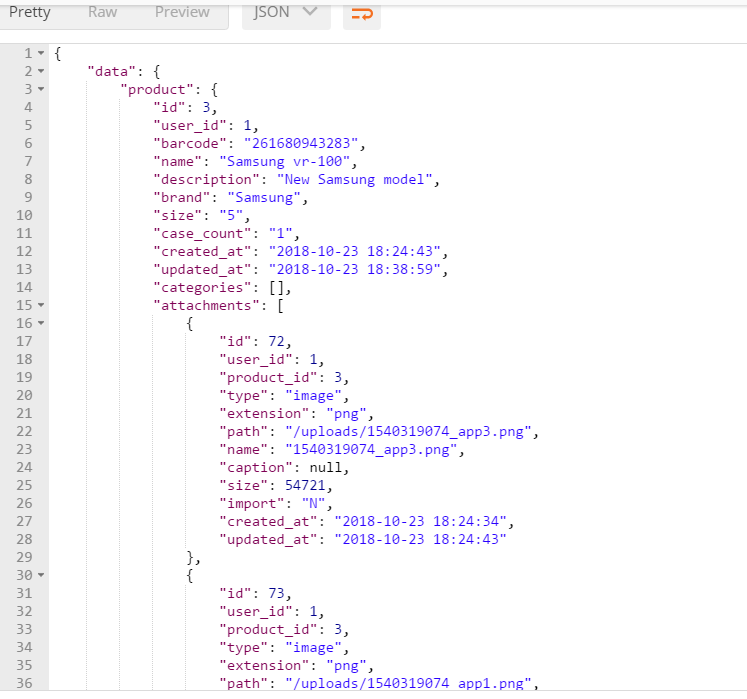 Pretty Raw Preview JSON
1 {
2 "data": {
3 "product": {
4 "id": 3,
5 "user_id": 1,
6 "barcode": "261680943283",
7 "name": "Samsung vr-100",
8 "description": "New Samsung model",
9 "brand": "Samsung",
10 "size": "5",
11 "case_count": "1",
12 "created_at": "2018-10-23 18:24:43",
13 "updated_at": "2018-10-23 18:38:59",
14 "categories": [],
15 "attachments": [
16 {
17 "id": 72,
18 "user_id": 1,
19 "product_id": 3,
20 "type": "image",
21 "extension": "png",
22 "path": "/uploads/1540319074_app3.png",
23 "name": "1540319074_app3.png",
24 "caption": null,
25 "size": 54721,
26 "import": "N",
27 "created_at": "2018-10-23 18:24:34",
28 "updated_at": "2018-10-23 18:24:43"
29 },
30 {
31 "id": 73,
32 "user_id": 1,
33 "product_id": 3,
34 "type": "image",
35 "extension": "png",
36 "path": "/uploads/1540319074_app1.png",